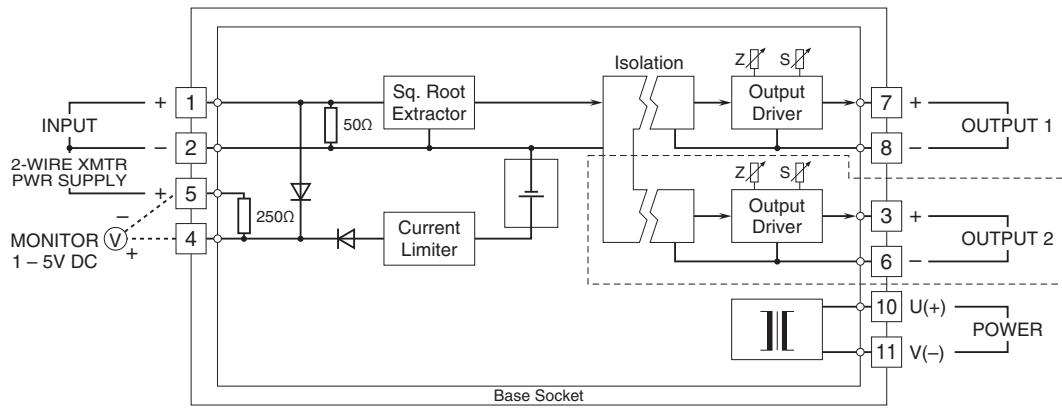 Isolation
Z
S
+
1
Sq. Root
Extractor
Output
Driver
7
+
INPUT
50Ω
OUTPUT 1
–
2
8
–
2-WIRE XMTR
PWR SUPPLY
Z
S
+
5
–
250Ω
Output
Driver
3
+
MONITOR
V
1 – 5V DC
+
4
Current
Limiter
OUTPUT 2
6
–
10
U(+)
POWER
11
V(–)
Base Socket